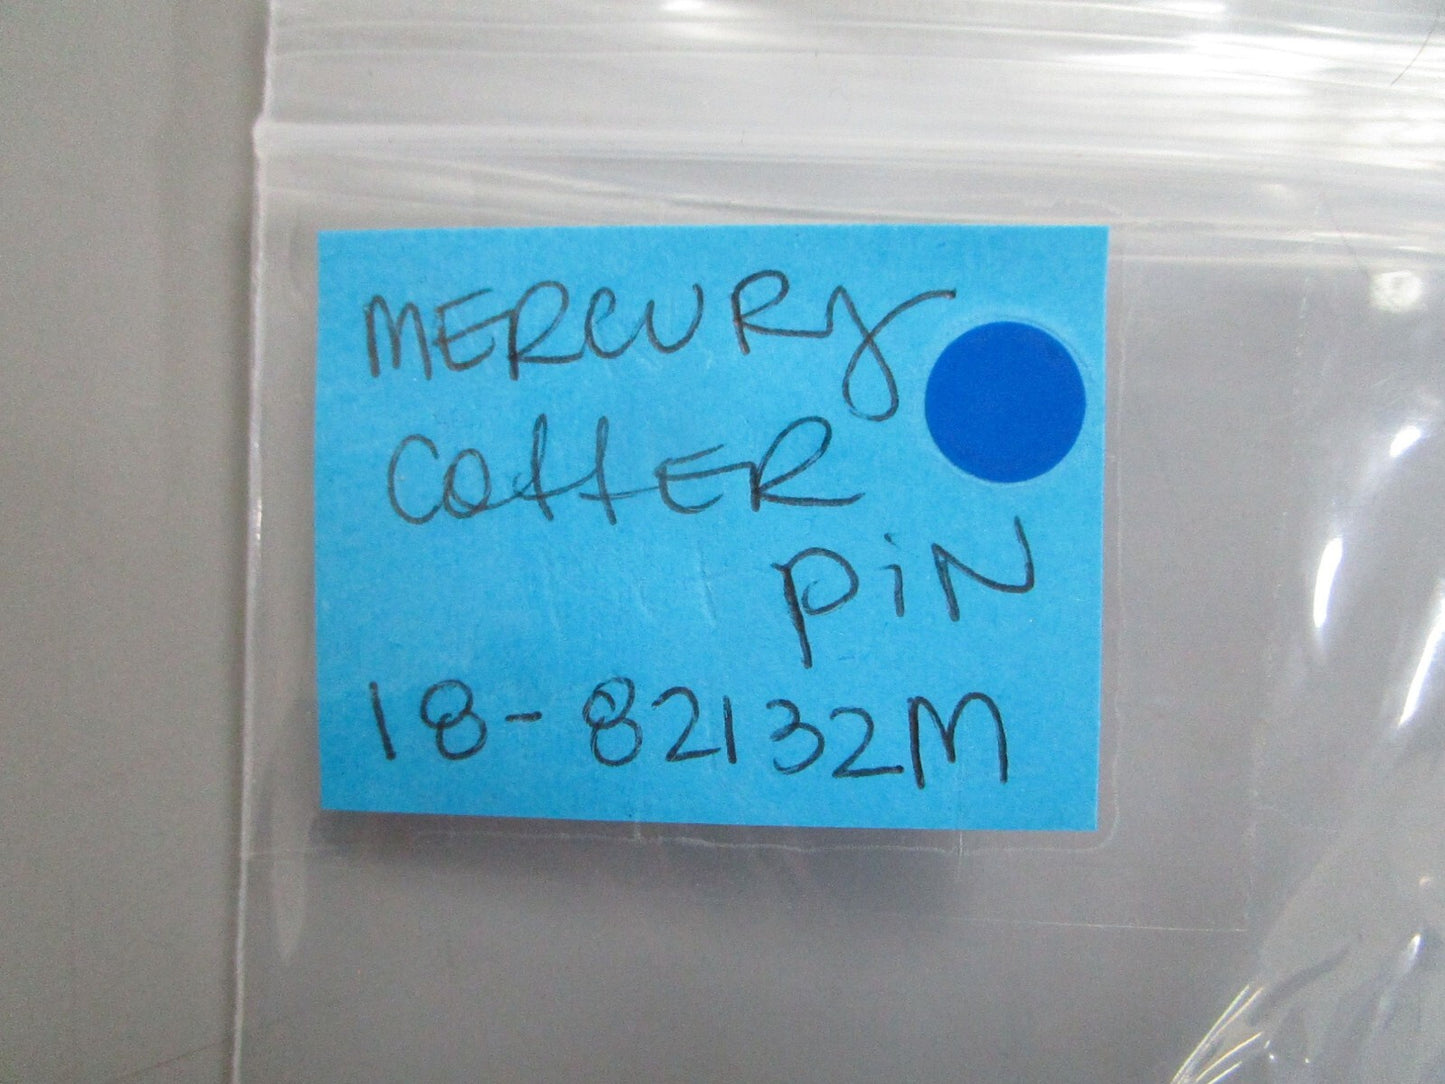 MERCURY
COttER
PiN
18-82132M